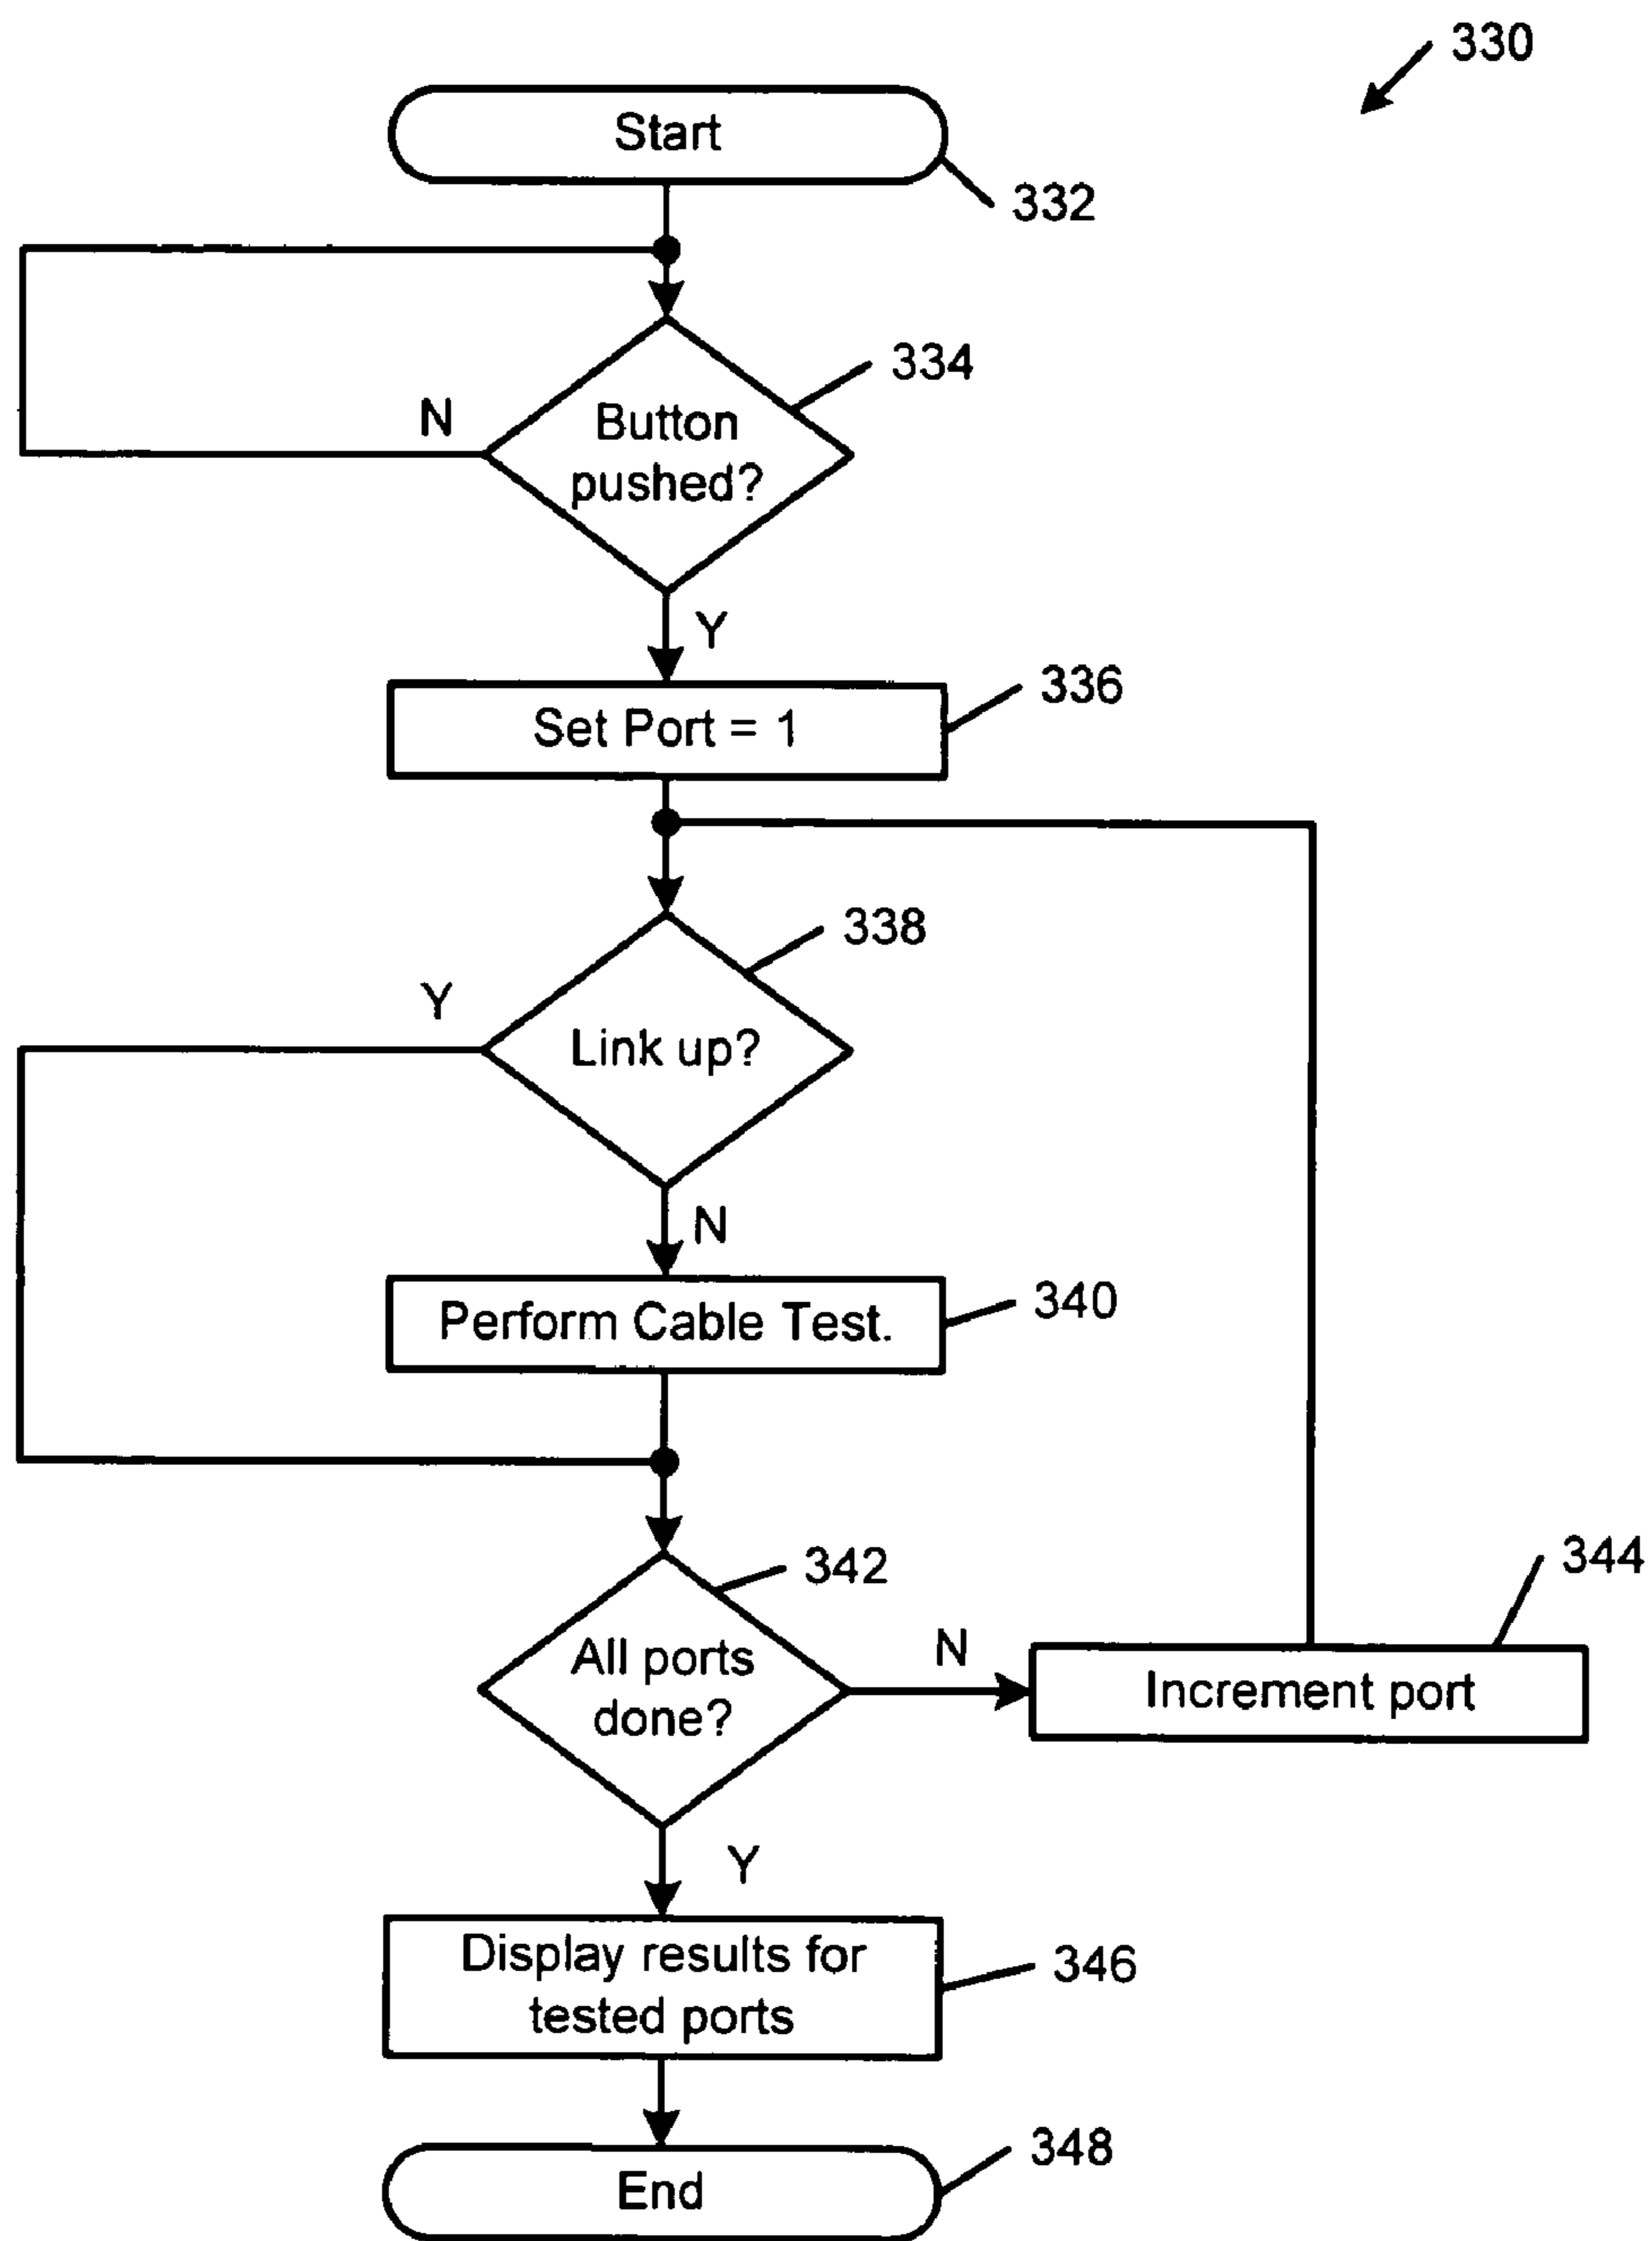 330
Start
332
334
N
Button
pushed?
Y
336
Set Port = 1
338
Y
Link up?
N
340
Perform Cable Test.
342
344
All ports
done?
N
Increment port
Y
Display results for
tested ports
346
348
End